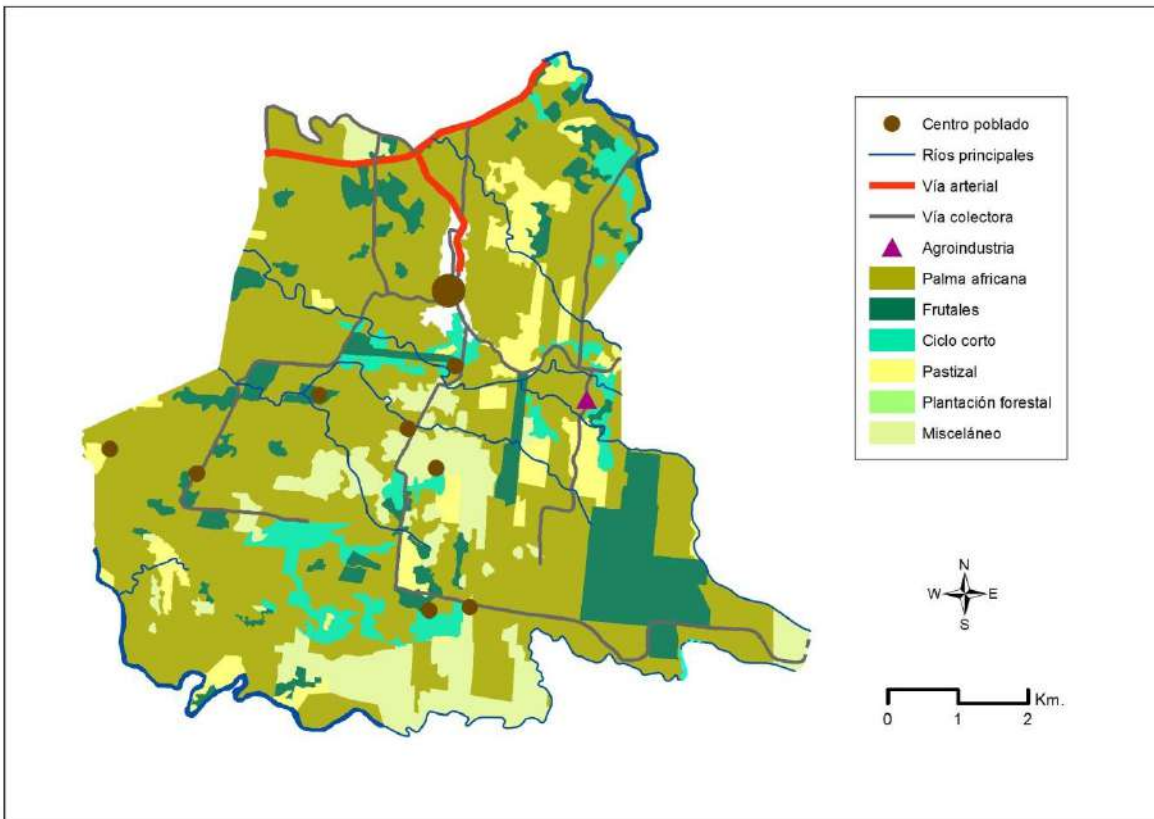 Centro poblado
Ríos principales
Vía arterial
Vía colectora
Agroindustria
Palma africana
Frutales
Ciclo corto
Pastizal
Plantación forestal
Misceláneo
N
W E
S
Km.
0 1 2